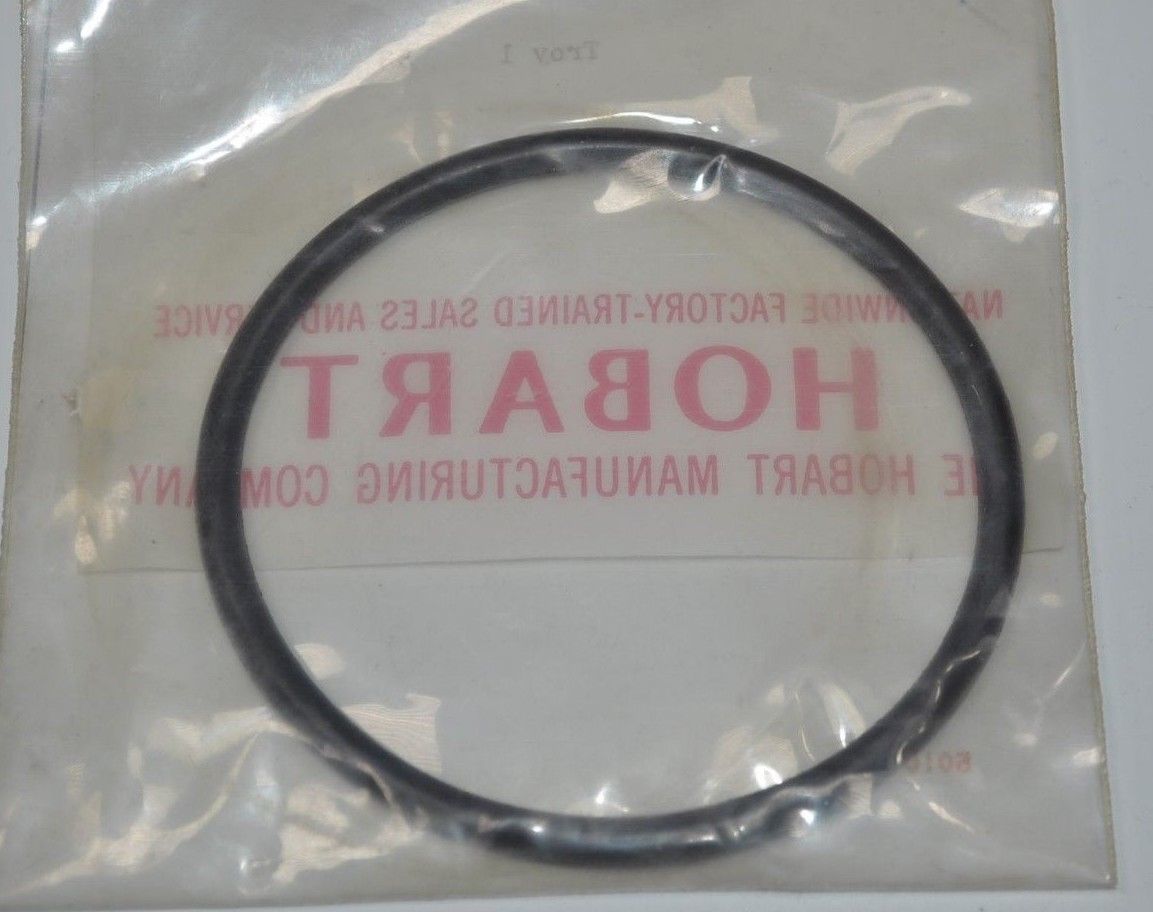 Troy 1
NATIONWIDE FACTORY-TRAINED SALES AND SERVICE
HOBART
THE HOBART MANUFACTURING COMPANY